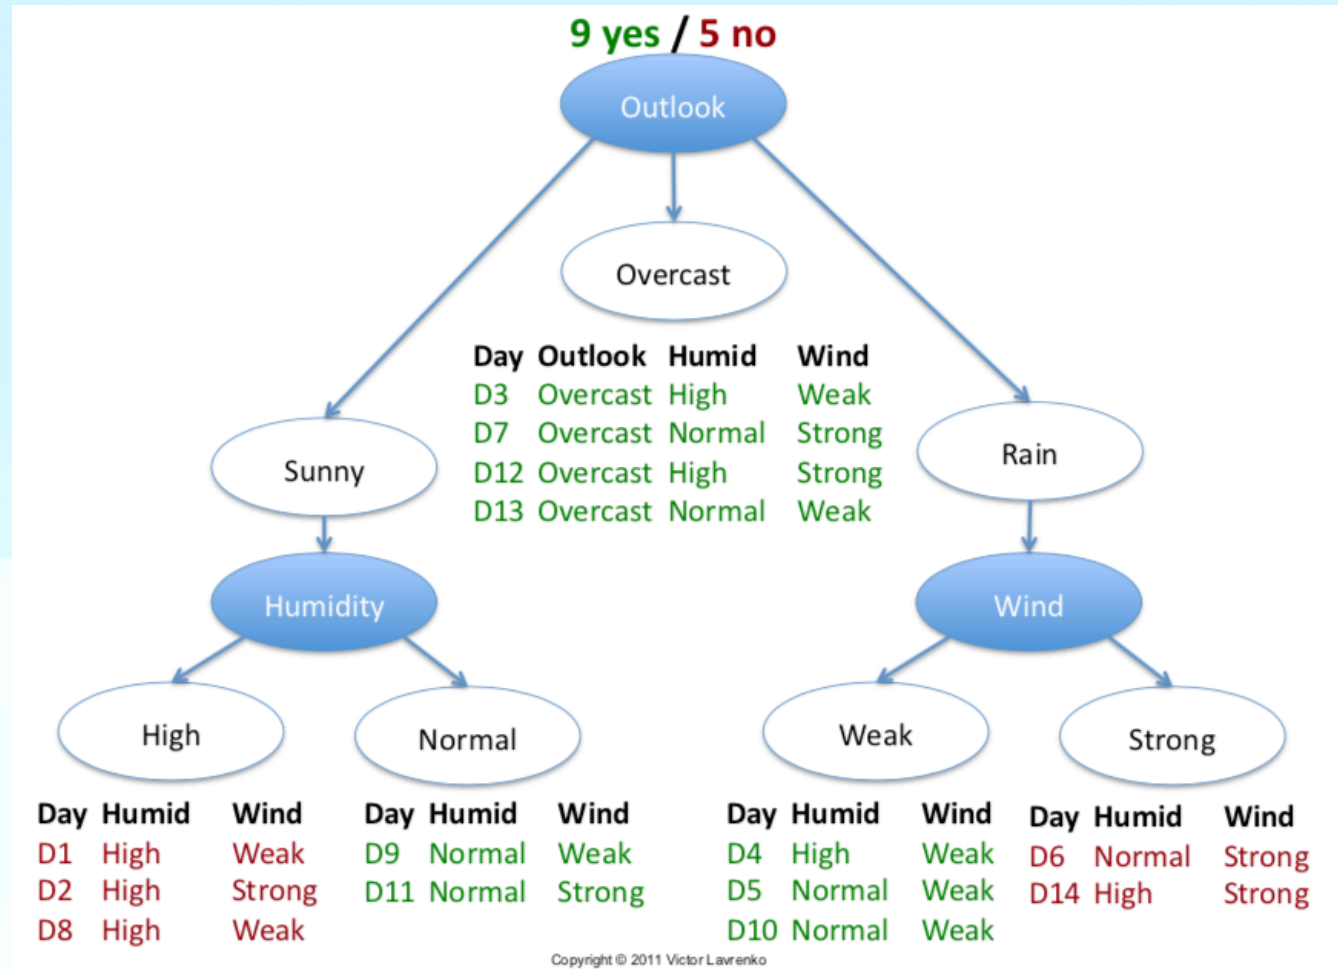 9 yes / 5 no
Outlook
Overcast
Day Outlook Humid Wind
D3 Overcast High Weak
D7 Overcast Normal Strong
D12 Overcast High Strong
D13 Overcast Normal Weak
Sunny
Rain
Humidity
Wind
High
Normal
Weak
Strong
Day Humid Wind
D1 High Weak
D2 High Strong
D8 High Weak
Day Humid Wind
D9 Normal Weak
D11 Normal Strong
Day Humid Wind
D4 High Weak
D5 Normal Weak
D10 Normal Weak
Day Humid Wind
D6 Normal Strong
D14 High Strong
Copyright © 2011 Victor Lavrenko